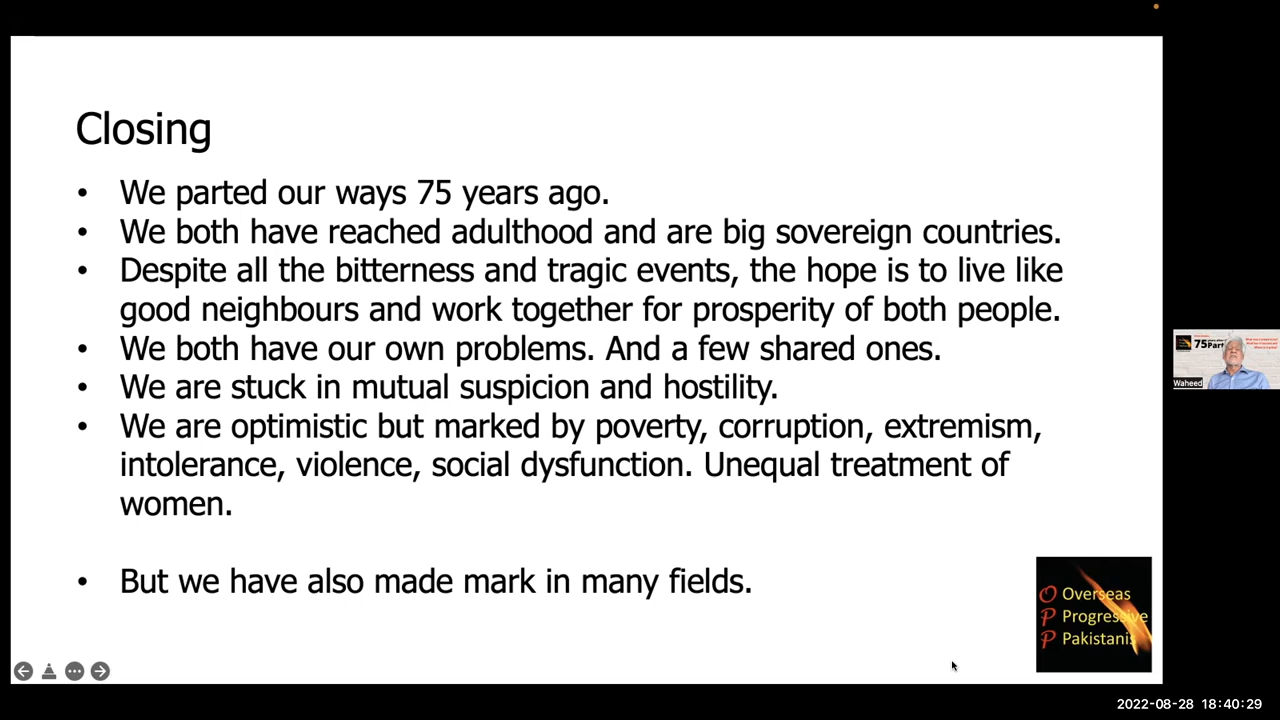 Closing
• We parted our ways 75 years ago.
• We both have reached adulthood and are big sovereign countries.
• Despite all the bitterness and tragic events, the hope is to live like
good neighbours and work together for prosperity of both people.
• We both have our own problems. And a few shared ones.
• We are stuck in mutual suspicion and hostility.
• We are optimistic but marked by poverty, corruption, extremism,
intolerance, violence, social dysfunction. Unequal treatment of
women.
• But we have also made mark in many fields.
O Overseas
P Progressive
P Pakistanis
75
Part
Waheed
2022-08-28 18:40:29